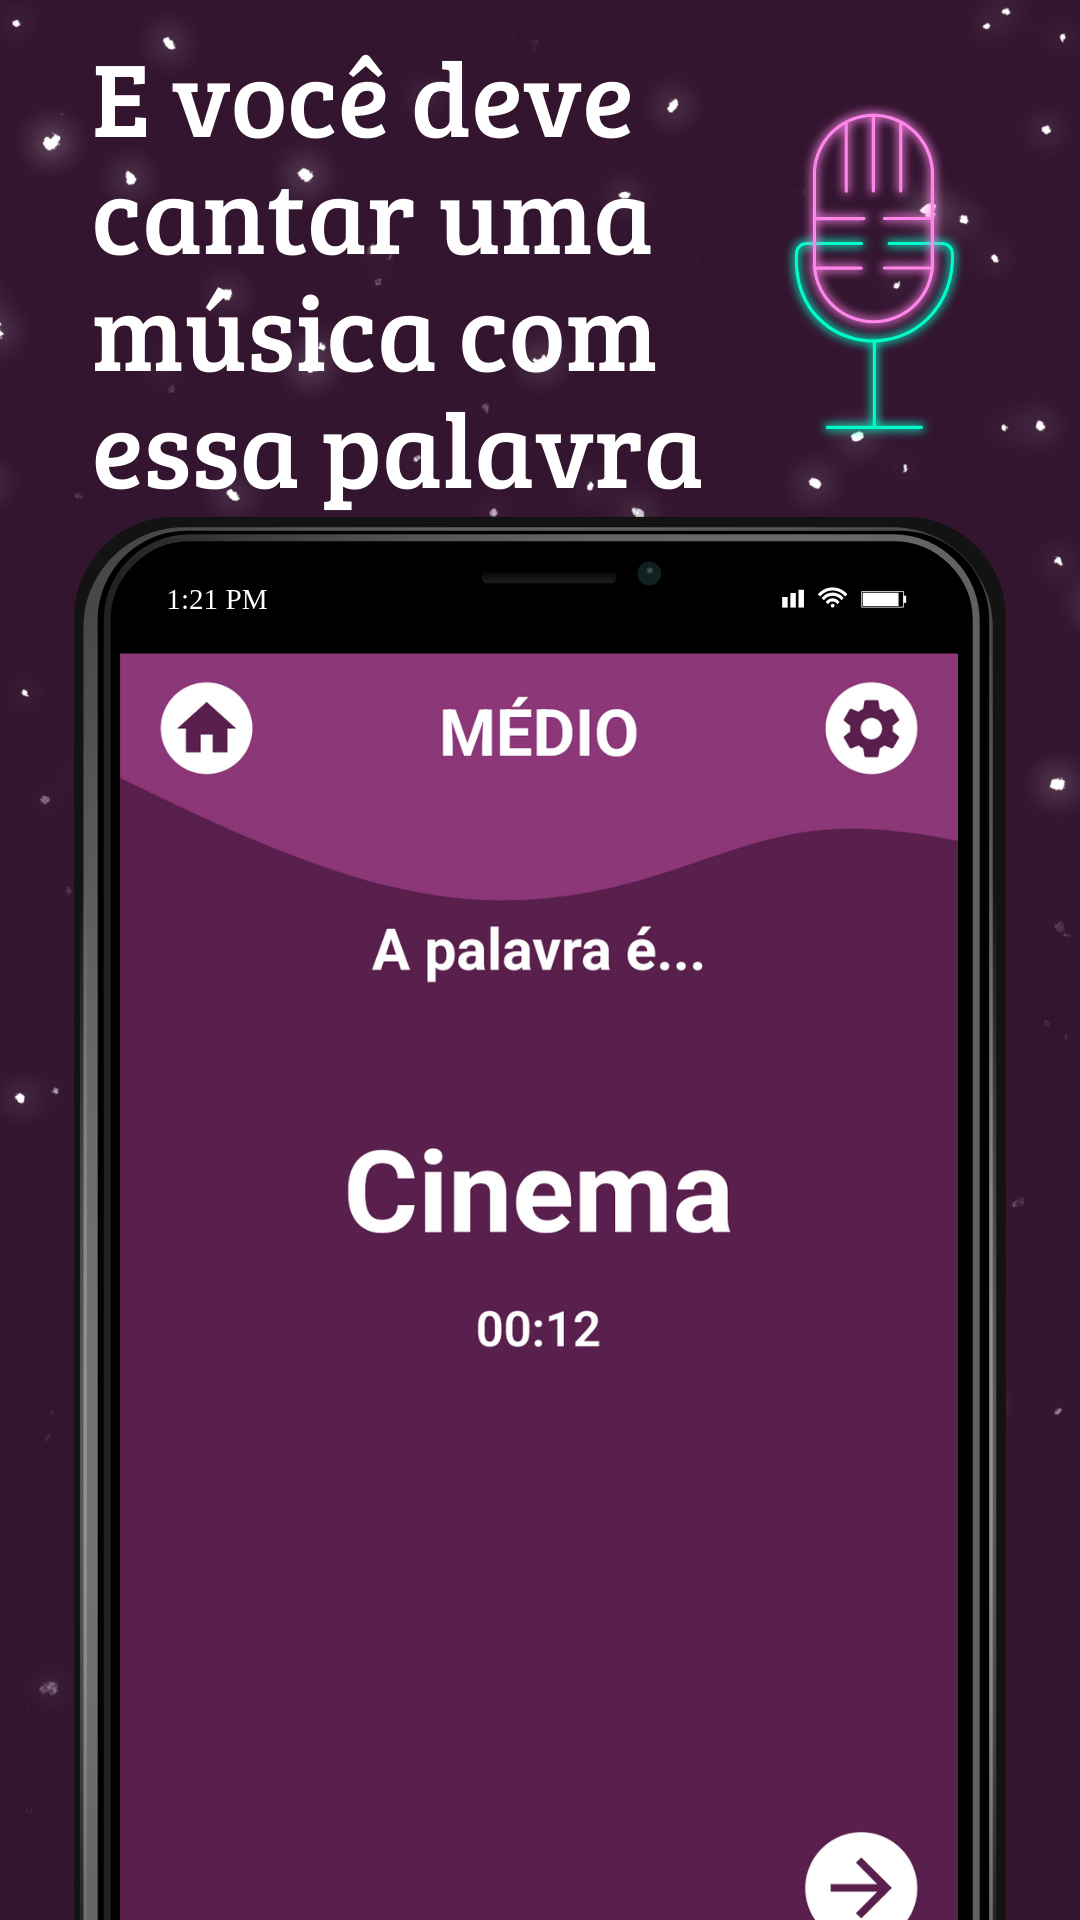 E você deve
cantar uma
música com
essa palavra
1:21 PM
MÉDIO
A palavra é...
Cinema
00:12